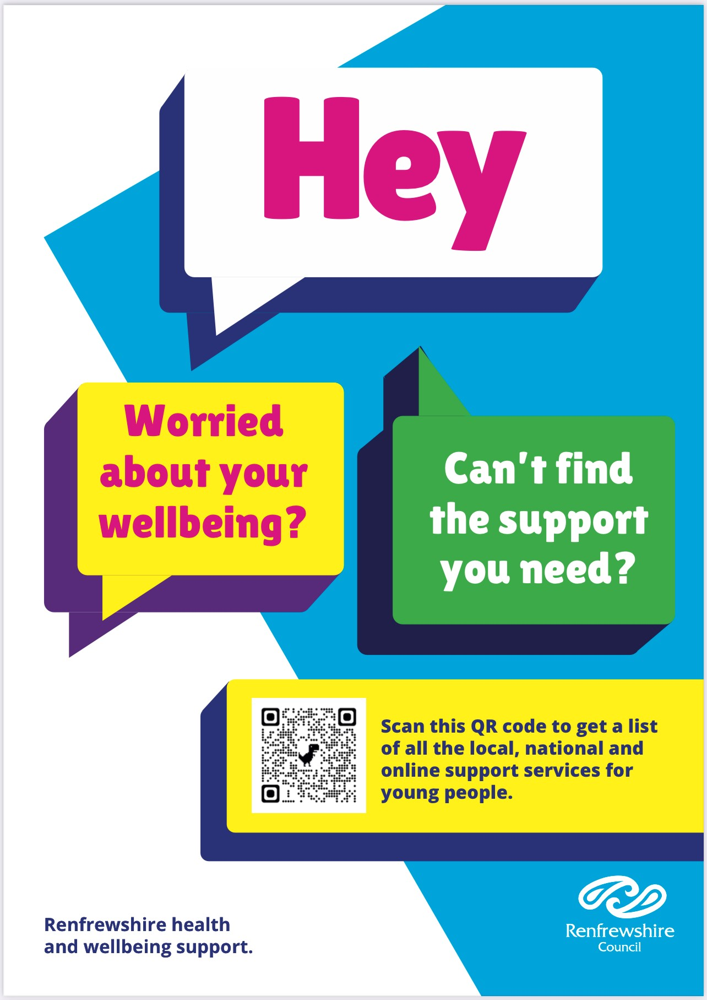 Hey
Worried
about your
wellbeing?
Can't find
the support
you need?
Scan this QR code to get a list
of all the local, national and
online support services for
young people.
Renfrewshire health
and wellbeing support.
Renfrewshire
Council